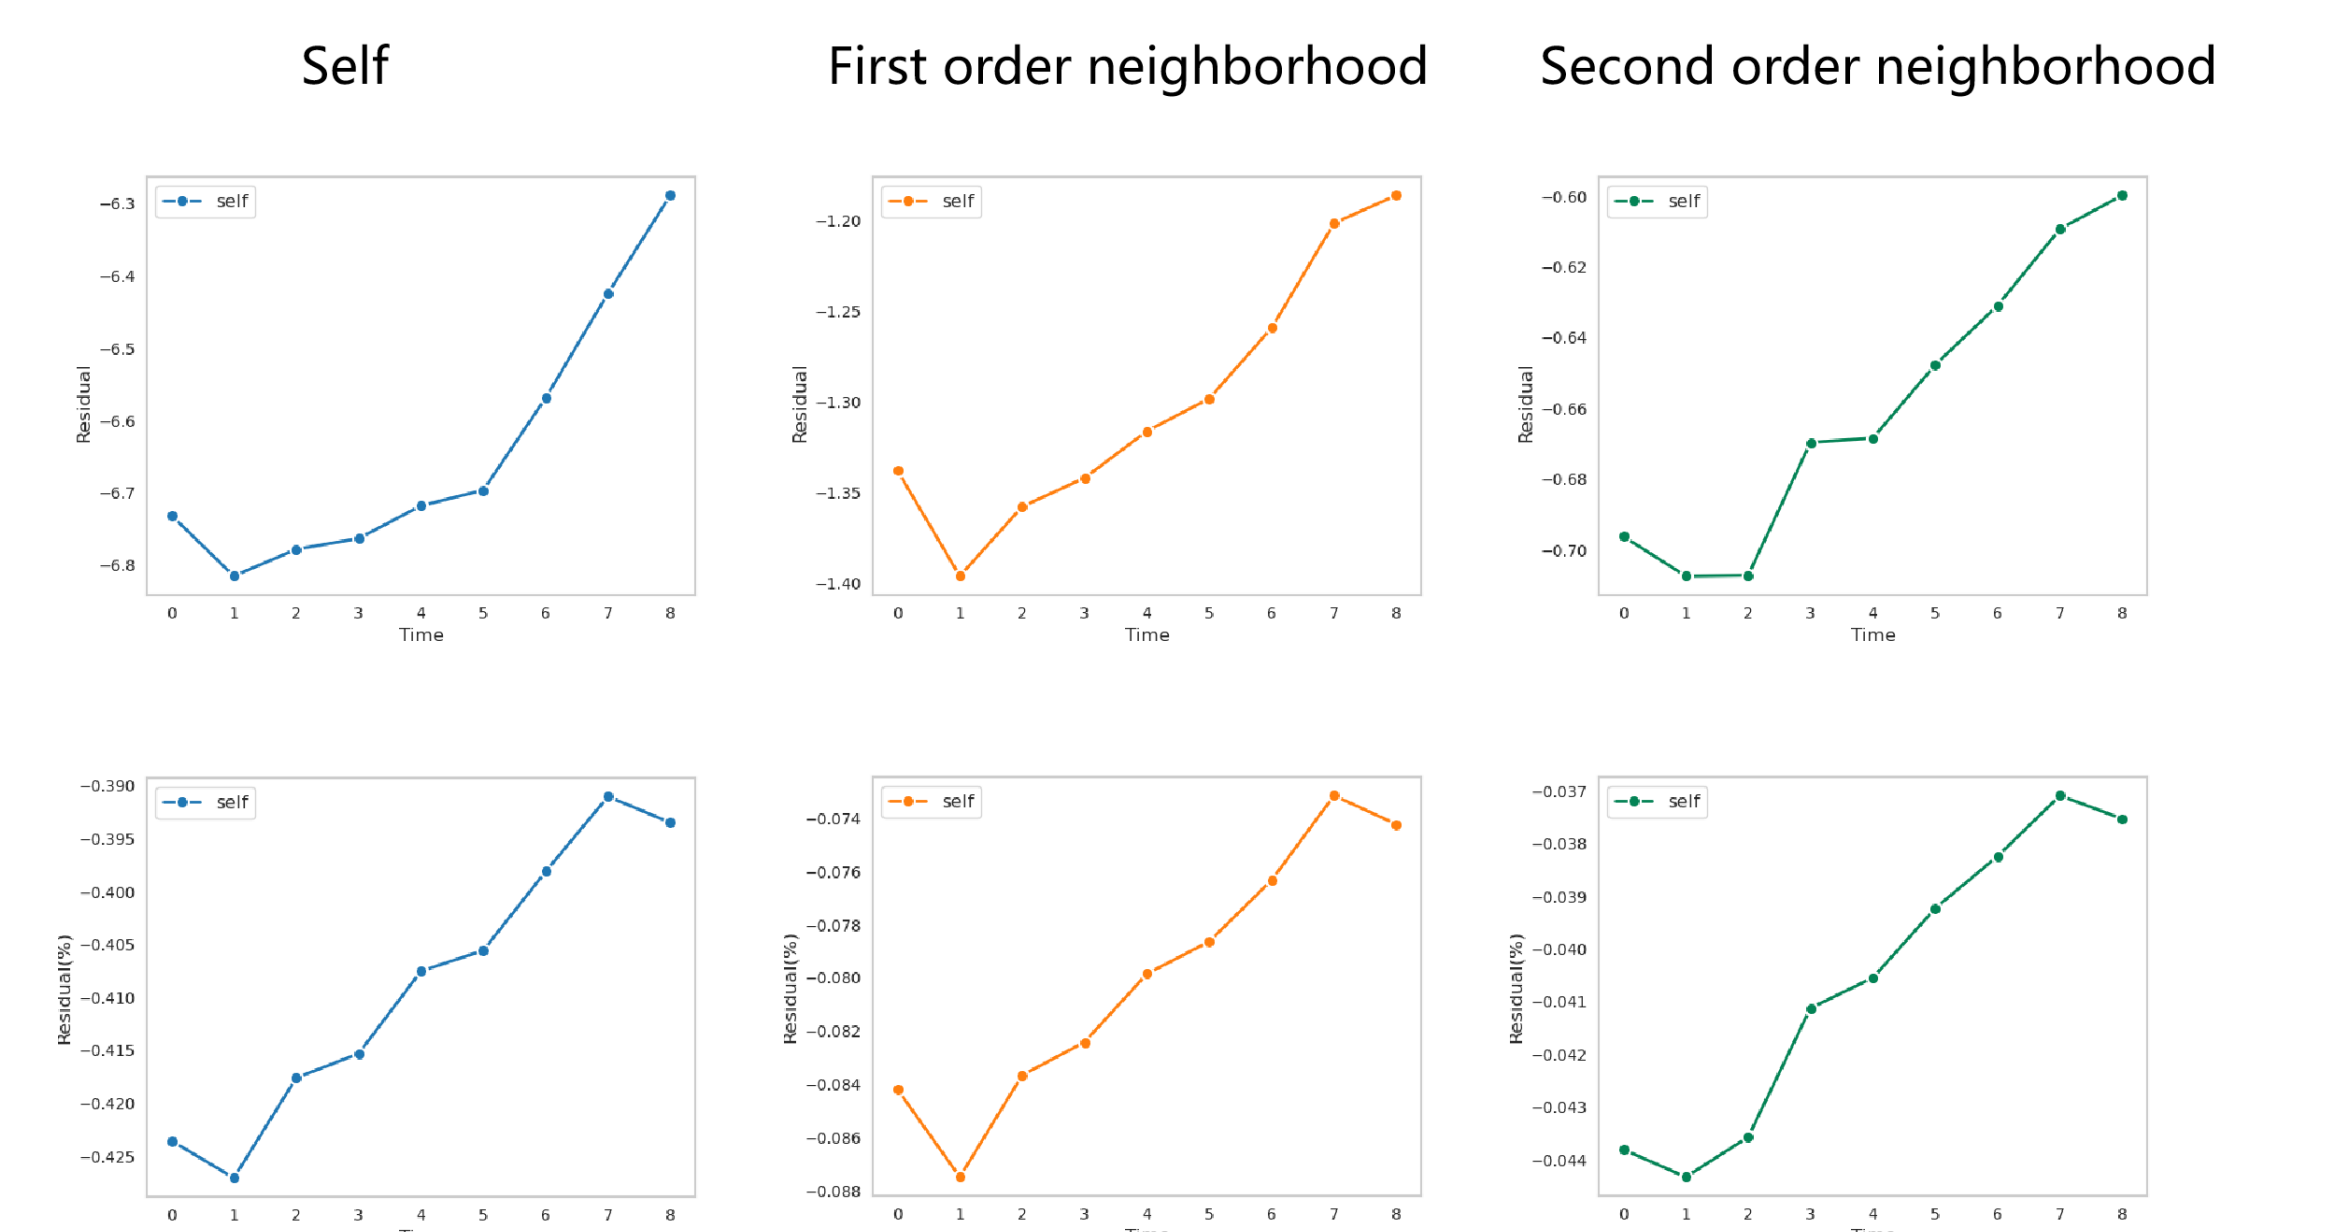 Self First order neighborhood Second order neighborhood
self
−6.3
−6.4
−6.5
−6.6
−6.7
−6.8
Residual
0 1 2 3 4 5 6 7 8
Time
self
−1.20
−1.25
−1.30
−1.35
−1.40
Residual
0 1 2 3 4 5 6 7 8
Time
self
−0.60
−0.62
−0.64
−0.66
−0.68
−0.70
Residual
0 1 2 3 4 5 6 7 8
Time
self
−0.390
−0.395
−0.400
−0.405
−0.410
−0.415
−0.420
−0.425
Residual(%)
0 1 2 3 4 5 6 7 8
self
−0.074
−0.076
−0.078
−0.080
−0.082
−0.084
−0.086
−0.088
Residual(%)
0 1 2 3 4 5 6 7 8
self
−0.037
−0.038
−0.039
−0.040
−0.041
−0.042
−0.043
−0.044
Residual(%)
0 1 2 3 4 5 6 7 8